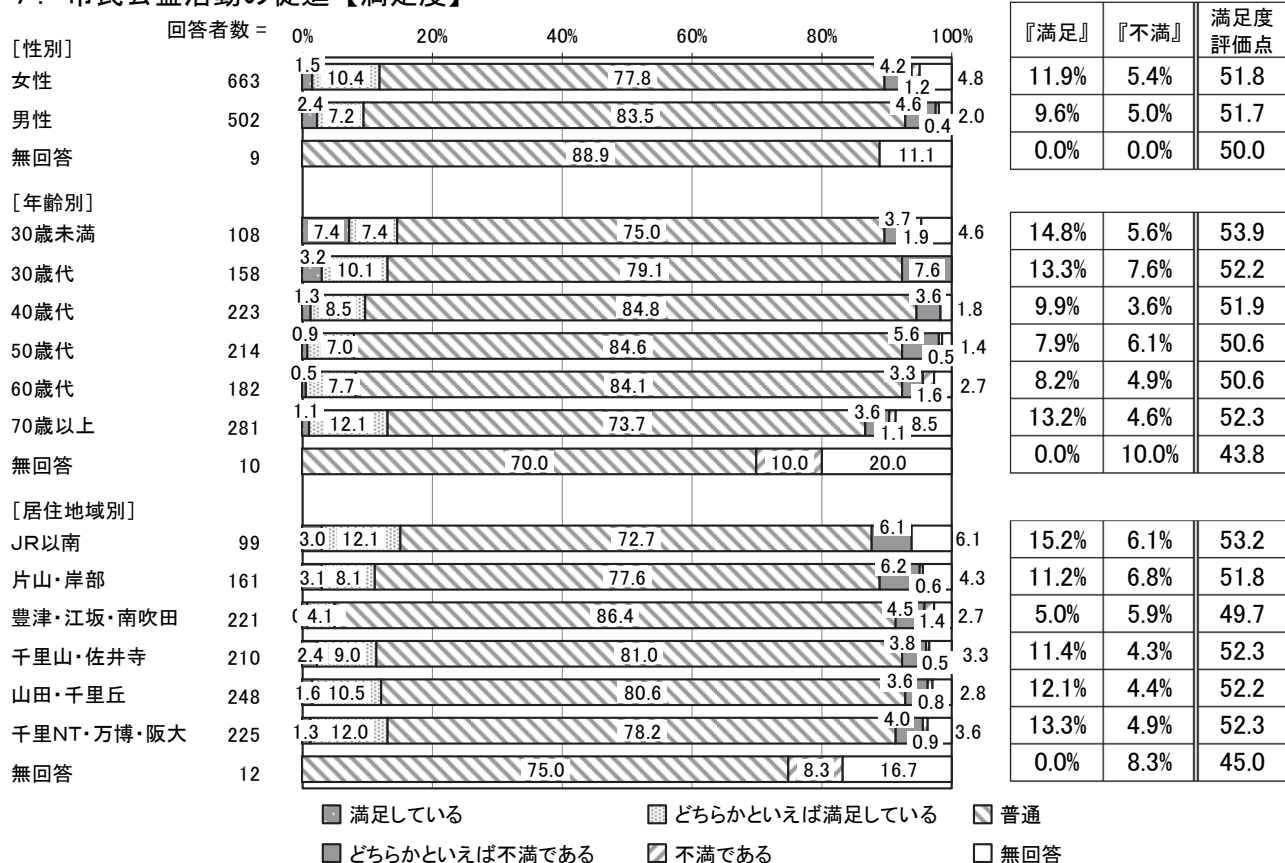 市民公益活動の促進【満足度】
回答者数 = 0% 20% 40% 60% 80% 100% 『満足』 『不満』 満足度評価点
[性別]
女性 663 1.5 10.4 77.8 4.2 1.2 4.8 11.9% 5.4% 51.8
男性 502 2.4 7.2 83.5 4.6 0.4 2.0 9.6% 5.0% 51.7
無回答 9 88.9 11.1 0.0% 0.0% 50.0
[年齢別]
30歳未満 108 7.4 7.4 75.0 3.7 1.9 4.6 14.8% 5.6% 53.9
30歳代 158 3.2 10.1 79.1 7.6 13.3% 7.6% 52.2
40歳代 223 1.3 8.5 84.8 3.6 1.8 9.9% 3.6% 51.9
50歳代 214 0.9 7.0 84.6 5.6 0.5 1.4 7.9% 6.1% 50.6
60歳代 182 0.5 7.7 84.1 3.3 1.6 2.7 8.2% 4.9% 50.6
70歳以上 281 1.1 12.1 73.7 3.6 1.1 8.5 13.2% 4.6% 52.3
無回答 10 70.0 10.0 20.0 0.0% 10.0% 43.8
[居住地域別]
JR以南 99 3.0 12.1 72.7 6.1 6.1 15.2% 6.1% 53.2
片山・岸部 161 3.1 8.1 77.6 6.2 0.6 4.3 11.2% 6.8% 51.8
豊津・江坂・南吹田 221 4.1 86.4 4.5 1.4 2.7 5.0% 5.9% 49.7
千里山・佐井寺 210 2.4 9.0 81.0 3.8 0.5 3.3 11.4% 4.3% 52.3
山田・千里丘 248 1.6 10.5 80.6 3.6 0.8 2.8 12.1% 4.4% 52.2
千里NT・万博・阪大 225 1.3 12.0 78.2 4.0 0.9 3.6 13.3% 4.9% 52.3
無回答 12 75.0 8.3 16.7 0.0% 8.3% 45.0
満足している どちらかといえば満足している 普通
どちらかといえば不満である 不満である 無回答